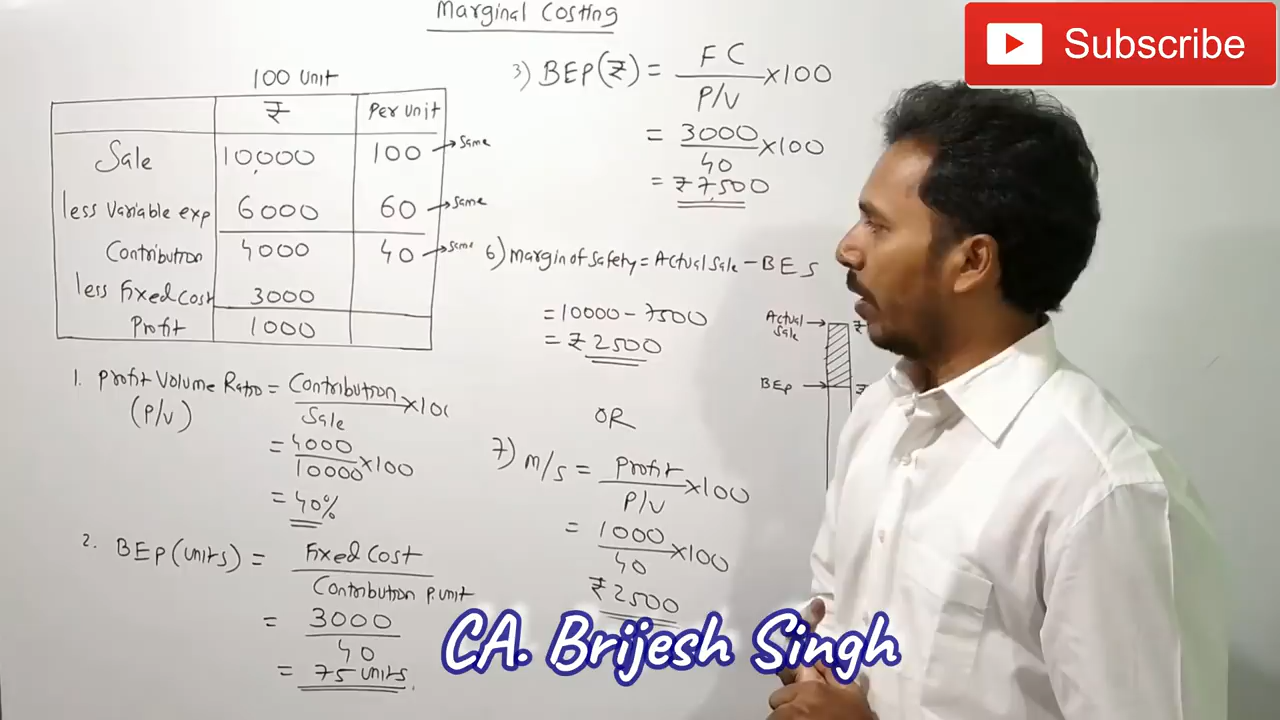 Marginal Costing
Subscribe
100 Unit
₹ Per Unit
Sale 10,000 100 → Same
less Variable exp 6000 60 → Same
Contribution 4000 40 → Same
less Fixed Cost 3000
Profit 1000
1. Profit Volume Ratio = Contribution / Sale ×100
(P/V)
= 4000/10000 ×100
= 40%
2. BEP (Units) = Fixed Cost / Contribution P.unit
= 3000/40
= 75 Units
3) BEP(₹) = FC / P/V ×100
= 3000/40 ×100
= ₹ 7,500
6) Margin of Safety = Actual Sale - BES
= 10000 - 7500
= ₹ 2500
OR
7) M/S = Profit / P/V ×100
= 1000/40 ×100
₹ 2500
Actual Sale → ₹
BEP → ₹
CA. Brijesh Singh